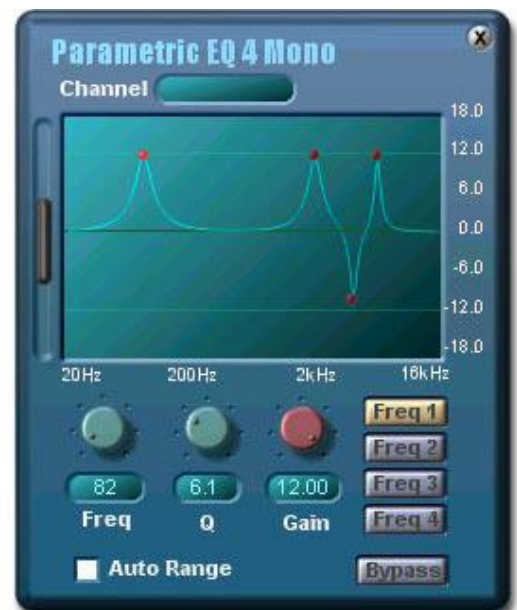 Parametric EQ 4 Mono
X
Channel
18.0
12.0
6.0
0.0
-6.0
-12.0
-18.0
20Hz 200Hz 2kHz 16kHz
Freq 1
Freq 2
Freq 3
Freq 4
82 6.1 12.00
Freq Q Gain
Auto Range
Bypass